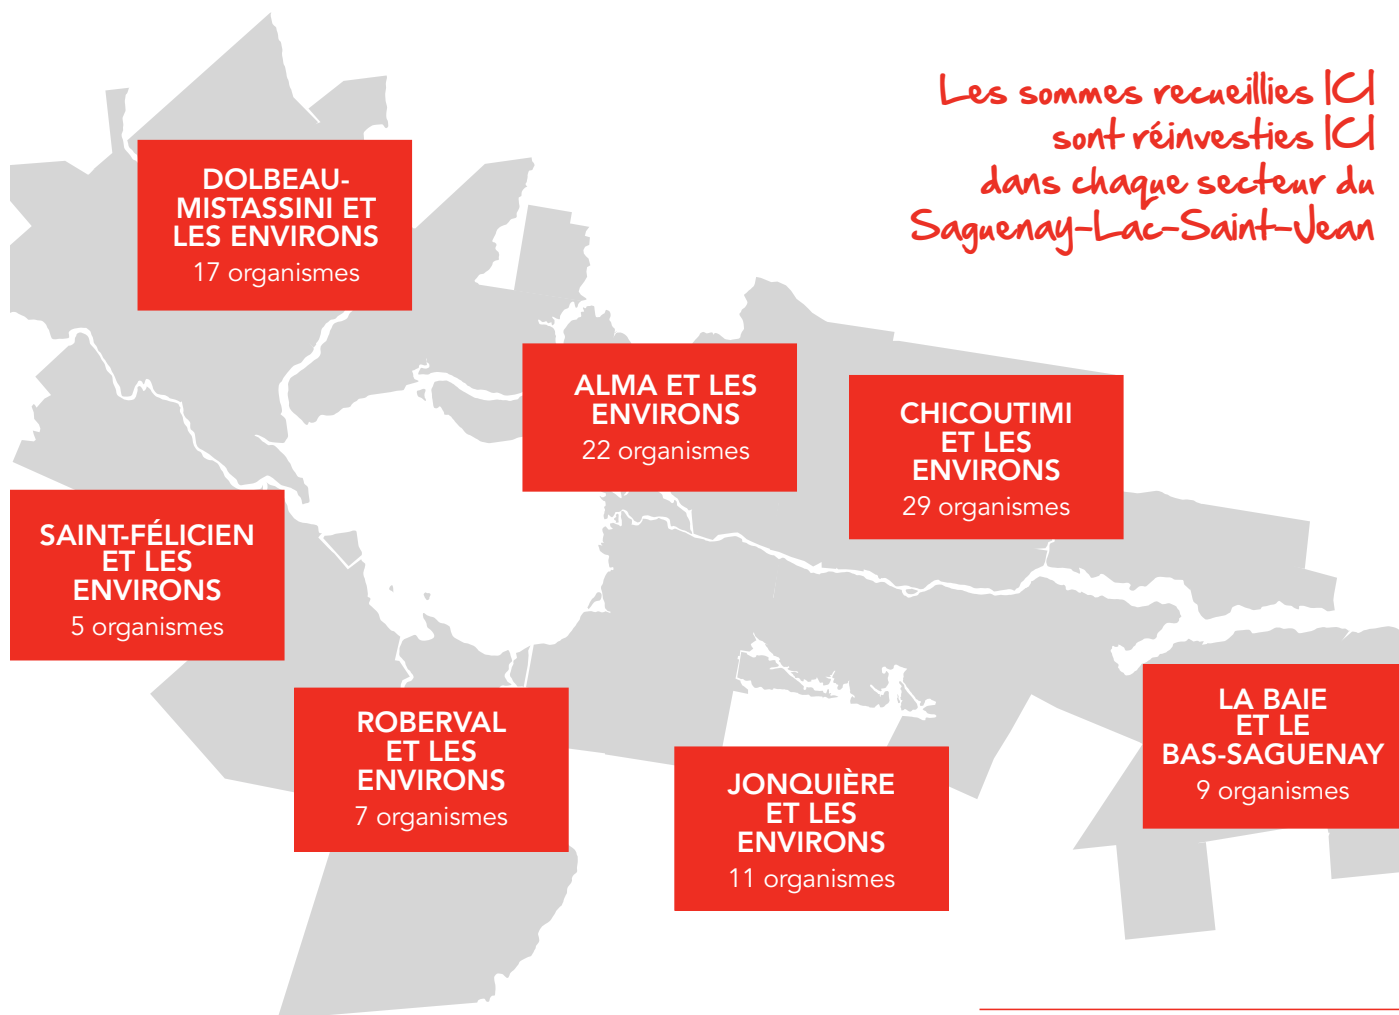 Les sommes recueillies ICI
sont réinvesties ICI
dans chaque secteur du
Saguenay-Lac-Saint-Jean
DOLBEAU-
MISTASSINI ET
LES ENVIRONS
17 organismes
ALMA ET LES
ENVIRONS
22 organismes
CHICOUTIMI
ET LES
ENVIRONS
29 organismes
SAINT-FÉLICIEN
ET LES
ENVIRONS
5 organismes
ROBERVAL
ET LES
ENVIRONS
7 organismes
JONQUIÈRE
ET LES
ENVIRONS
11 organismes
LA BAIE
ET LE
BAS-SAGUENAY
9 organismes